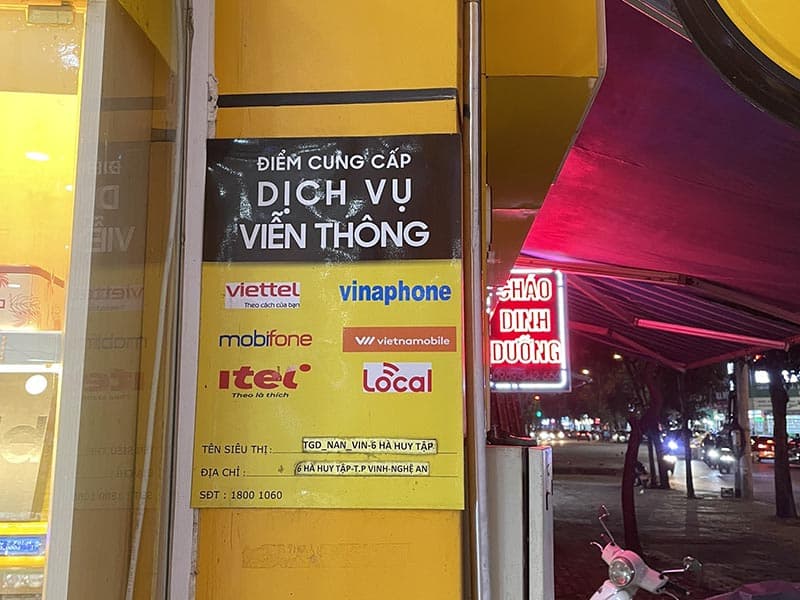 ĐIỂM CUNG CẤP
DỊCH VỤ
VIỄN THÔNG
viettel
Theo cách của bạn
vinaphone
mobifone
vietnamobile
itel
Theo là thích
Local
TÊN SIÊU THỊ : TGD_NAN_VIN-6 HÀ HUY TẬP
ĐỊA CHỈ : 6 HÀ HUY TẬP-T.P VINH-NGHỆ AN
SĐT : 1800 1060
CHÁO
DINH
DƯỠNG